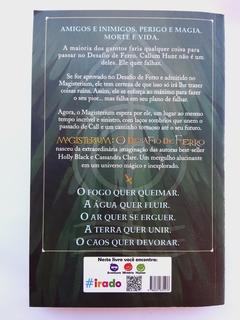 AMIGOS E INIMIGOS. PERIGO E MAGIA.
MORTE E VIDA.
A maioria dos garotos faria qualquer coisa para
passar no Desafio de Ferro. Callum Hunt não é um
deles. Ele quer falhar.
Se for aprovado no Desafio de Ferro e admitido no
Magisterium, ele tem certeza de que isso só irá lhe trazer
coisas ruins. Assim, ele se esforça ao máximo para fazer
o seu pior... mas falha em seu plano de falhar.
Agora, o Magisterium espera por ele, um lugar ao mesmo
tempo incrível e sinistro, com laços sombrios que unem o
passado de Call e um caminho tortuoso até o seu futuro.
MAGISTERIUM: O DESAFIO DE FERRO
nasceu da extraordinária imaginação das autoras best-seller
Holly Black e Cassandra Clare. Um mergulho alucinante
em um universo mágico e inexplorado.
O FOGO QUER QUEIMAR.
A ÁGUA QUER FLUIR.
O AR QUER SE ERGUER.
A TERRA QUER UNIR.
O CAOS QUER DEVORAR.
Neste livro você encontra:
#irado